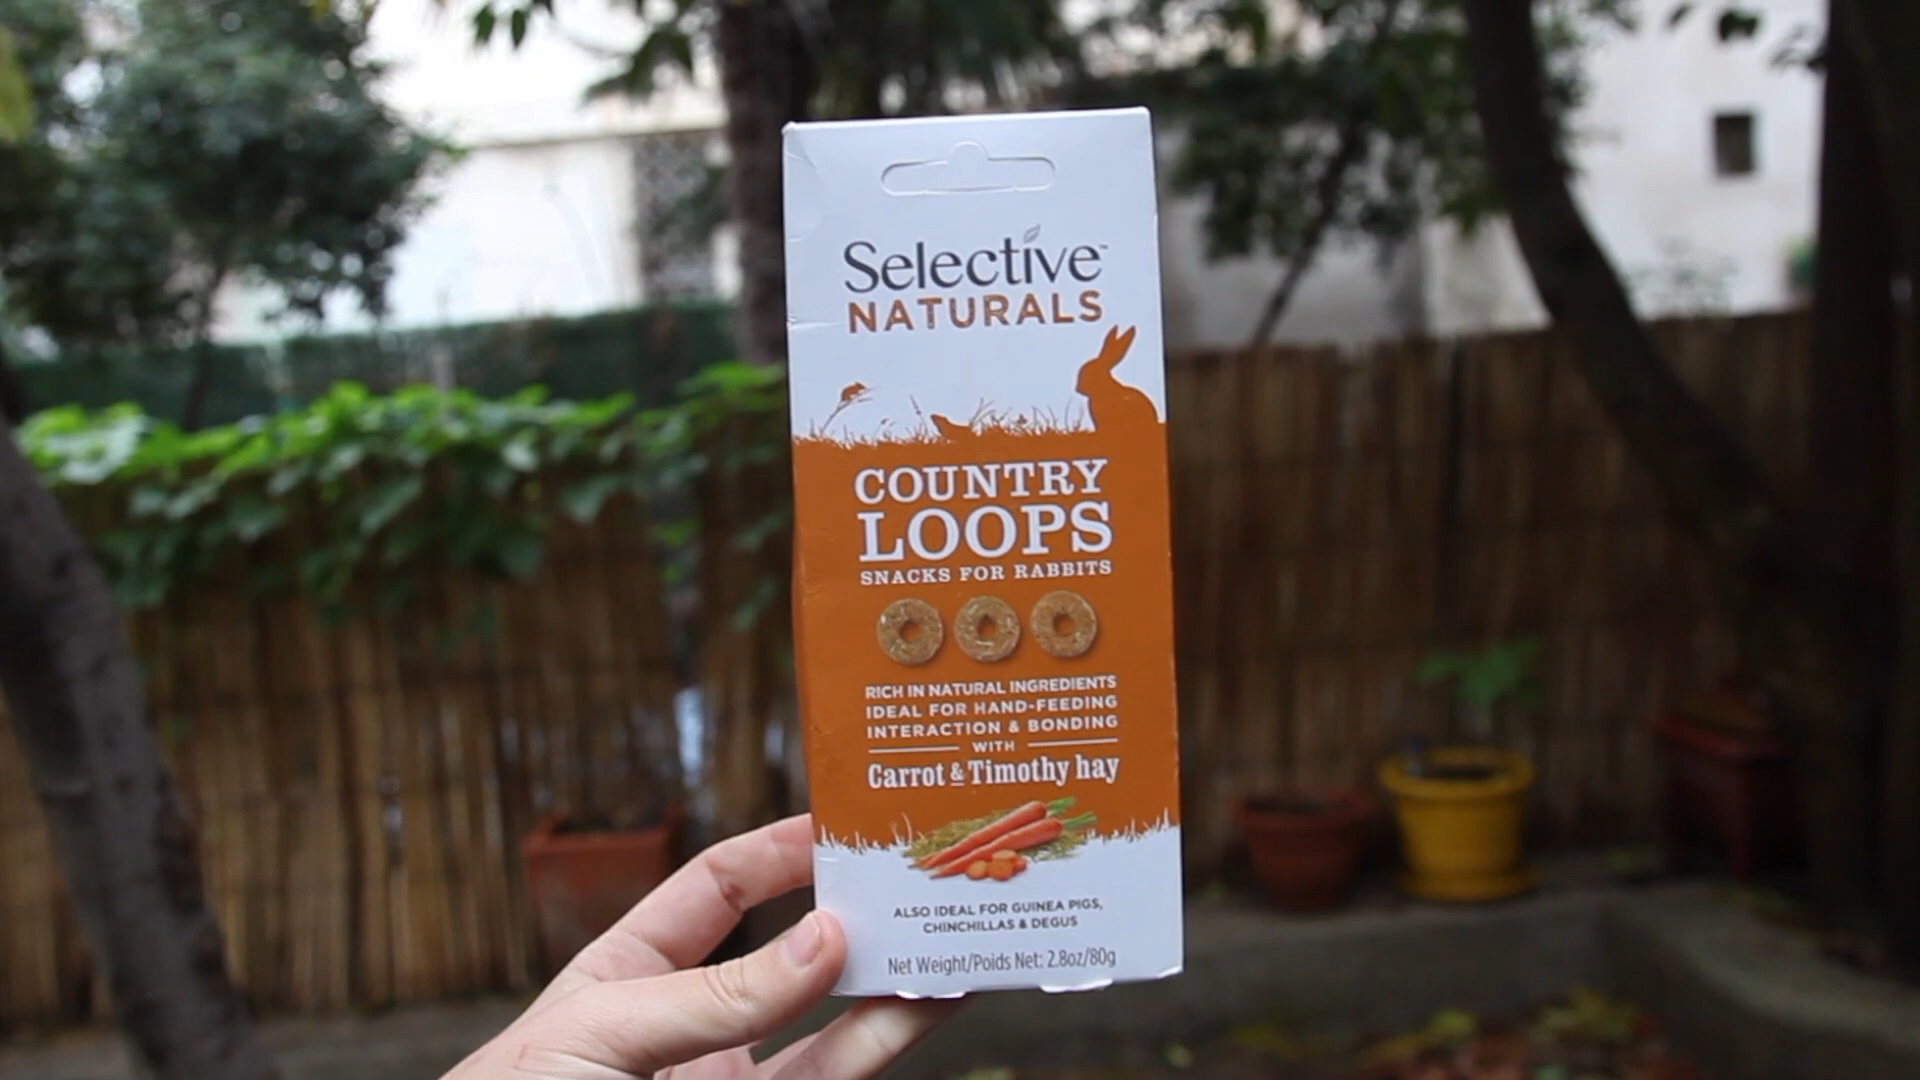 Selective™
NATURALS
COUNTRY
LOOPS
SNACKS FOR RABBITS
RICH IN NATURAL INGREDIENTS
IDEAL FOR HAND-FEEDING
INTERACTION & BONDING
WITH
Carrot & Timothy hay
ALSO IDEAL FOR GUINEA PIGS,
CHINCHILLAS & DEGUS
Net Weight/Poids Net: 2.8oz/80g